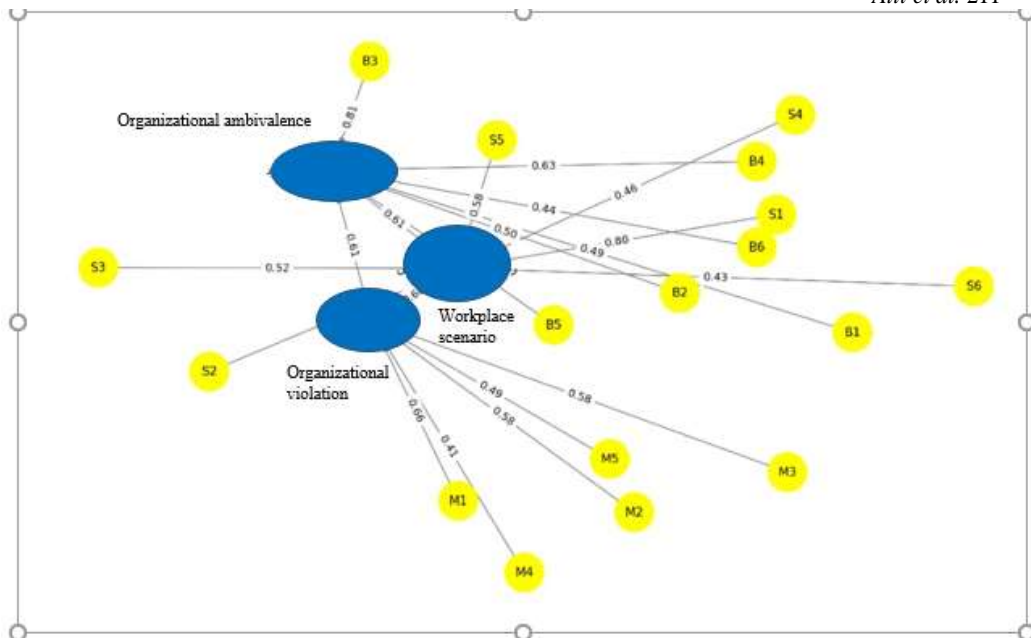 B3
0.81
Organizational ambivalence
S4
S5
B4
0.63
0.46
0.58
0.44
S1
0.61
0.50
0.80
B6
0.61
0.49
S3
0.52
0.43
S6
B2
Workplace
scenario
B5
B1
S2
Organizational
violation
0.49
0.58
0.58
0.66
0.41
M5
M3
M1
M2
M4